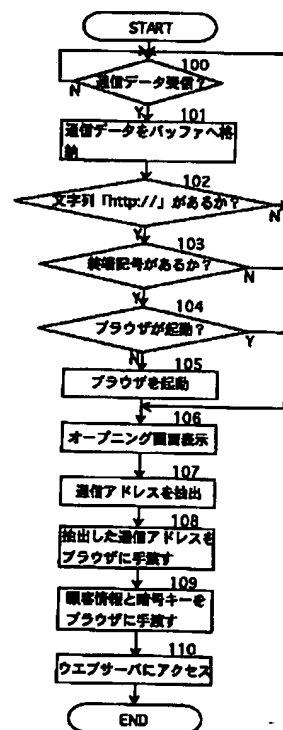 START
100
通信データ受信？
N
Y
101
通信データをバッファへ格
納
102
文字列「http://」があるか？
N
Y
103
終端記号があるか？
N
Y
104
ブラウザが起動？
Y
N
105
ブラウザを起動
106
オープニング画面表示
107
通信アドレスを抽出
108
抽出した通信アドレスを
ブラウザに手渡す
109
顧客情報と暗号キーを
ブラウザに手渡す
110
ウエブサーバにアクセス
END